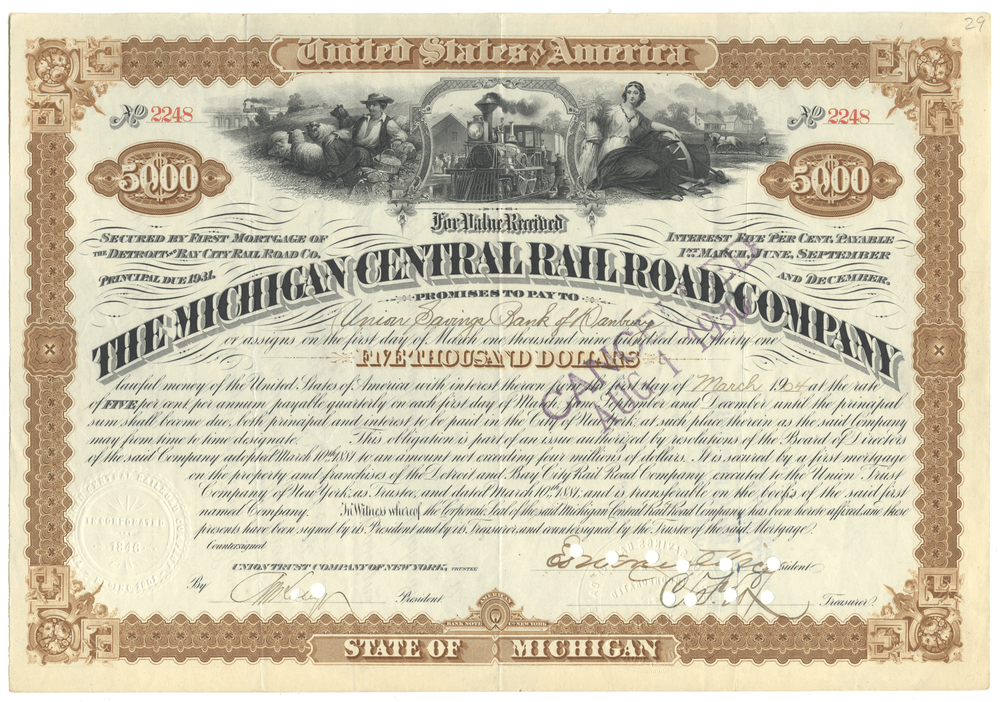 29
United States of America
No 2248
No 2248
5000
5000
For Value Received
SECURED BY FIRST MORTGAGE OF
THE DETROIT AND BAY CITY RAIL ROAD CO.
PRINCIPAL DUE 1931.
INTEREST FIVE PER CENT. PAYABLE
1ST MARCH, JUNE, SEPTEMBER
AND DECEMBER.
THE MICHIGAN CENTRAL RAIL ROAD COMPANY
PROMISES TO PAY TO
Union Savings Bank of Danbury
or assigns on the first day of March one thousand nine hundred and thirty one
FIVE THOUSAND DOLLARS
lawful money of the United States of America with interest thereon from the first day of March 1904 at the rate
of FIVE per cent. per annum, payable quarterly on each first day of March, June, September and December until the principal
sum shall become due, both principal and interest to be paid in the City of New York, at such place therein as the said Company
may from time to time designate. This obligation is part of an issue authorized by resolutions of the Board of Directors
of the said Company adopted March 10th 1881 to an amount not exceeding four millions of dollars. It is secured by a first mortgage
on the property and franchises of the Detroit and Bay City Rail Road Company, executed to the Union Trust
Company of New York, as Trustee, and dated March 10th 1881, and is transferable on the books of the said first
named Company. In Witness whereof the Corporate Seal of the said Michigan Central Rail Road Company has been hereto affixed and these
presents have been signed by its President and by its Treasurer and countersigned by the Trustee of the said Mortgage.
CANCELLED
AUG 1 1930
Countersigned
UNION TRUST COMPANY OF NEW YORK, TRUSTEE
President
By
President
Treasurer.
INCORPORATED
1846
AMERICAN
BANK NOTE CO. NEW YORK
STATE OF MICHIGAN